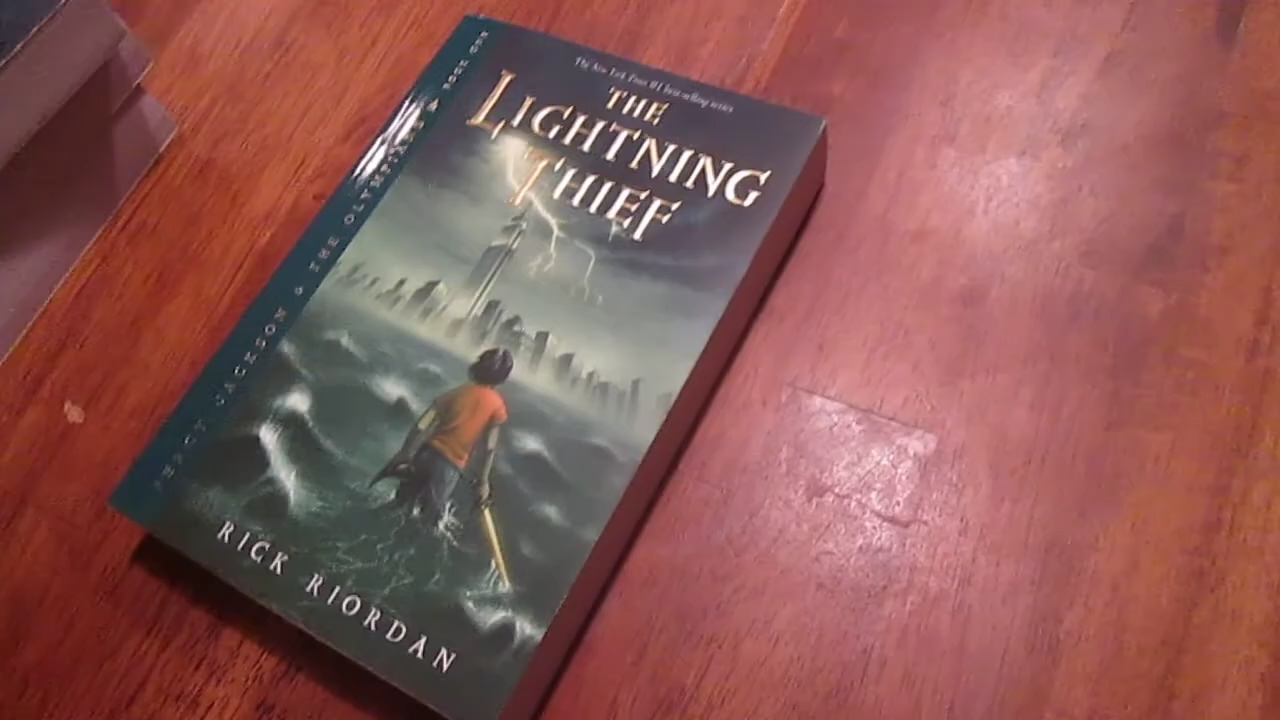 The New York Times #1 best-selling series
THE
LIGHTNING
THIEF
RICK RIORDAN
PERCY JACKSON & THE OLYMPIANS BOOK ONE